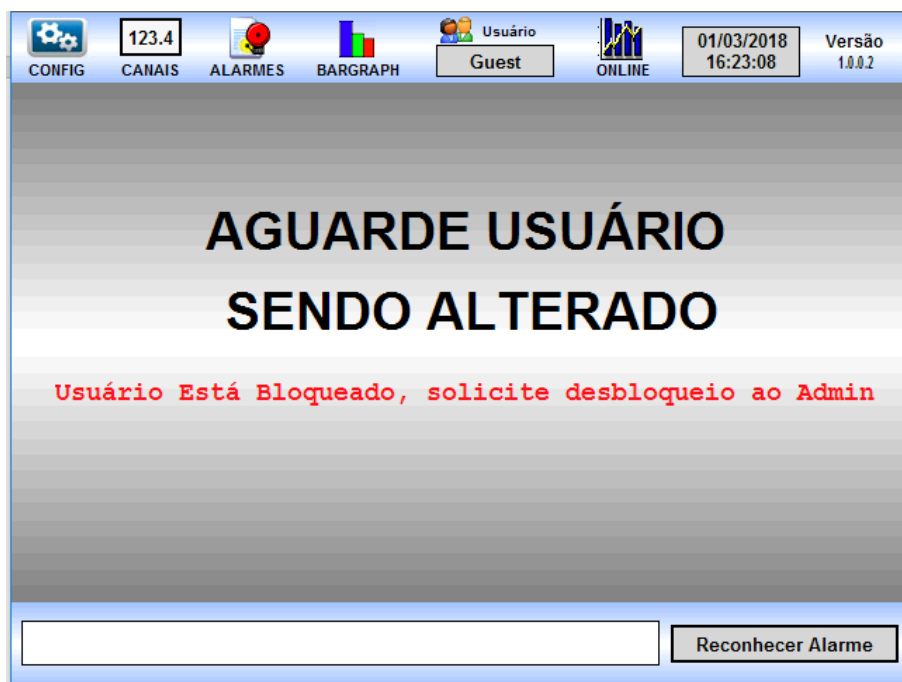 Usuário
123.4
01/03/2018
Versão
CONFIG
CANAIS
ALARMES
BARGRAPH
Guest
ONLINE
16:23:08
1.0.0.2
AGUARDE USUÁRIO
SENDO ALTERADO
Usuário Está Bloqueado, solicite desbloqueio ao Admin
Reconhecer Alarme